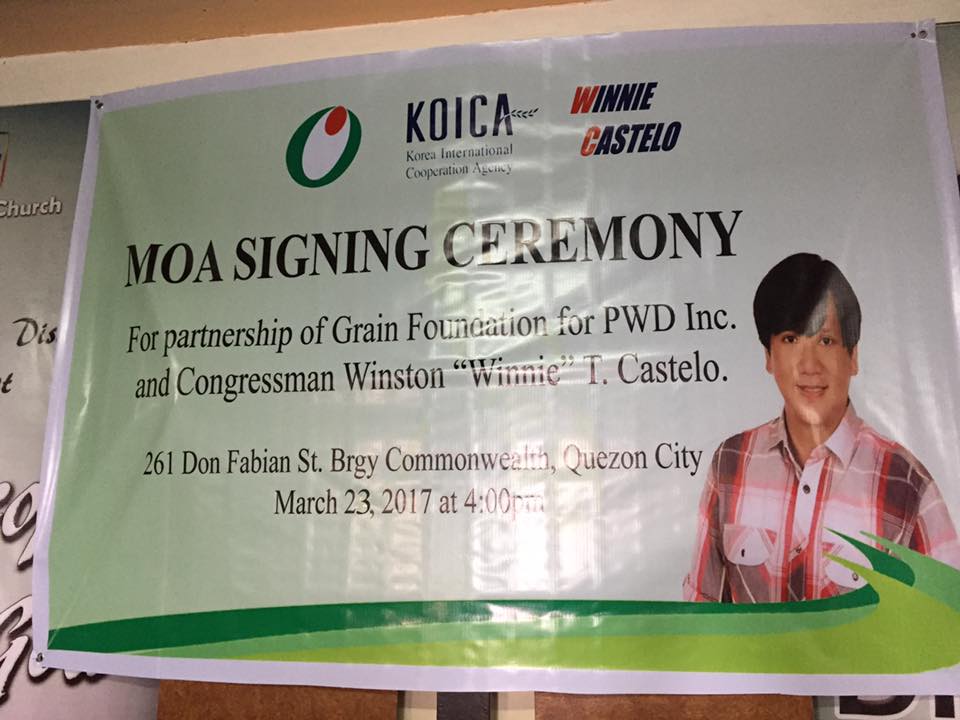 KOICA
Korea International
Cooperation Agency
WINNIE
CASTELO
Church
MOA SIGNING CEREMONY
For partnership of Grain Foundation for PWD Inc.
and Congressman Winston "Winnie" T. Castelo.
261 Don Fabian St. Brgy Commonwealth, Quezon City
March 23, 2017 at 4:00pm